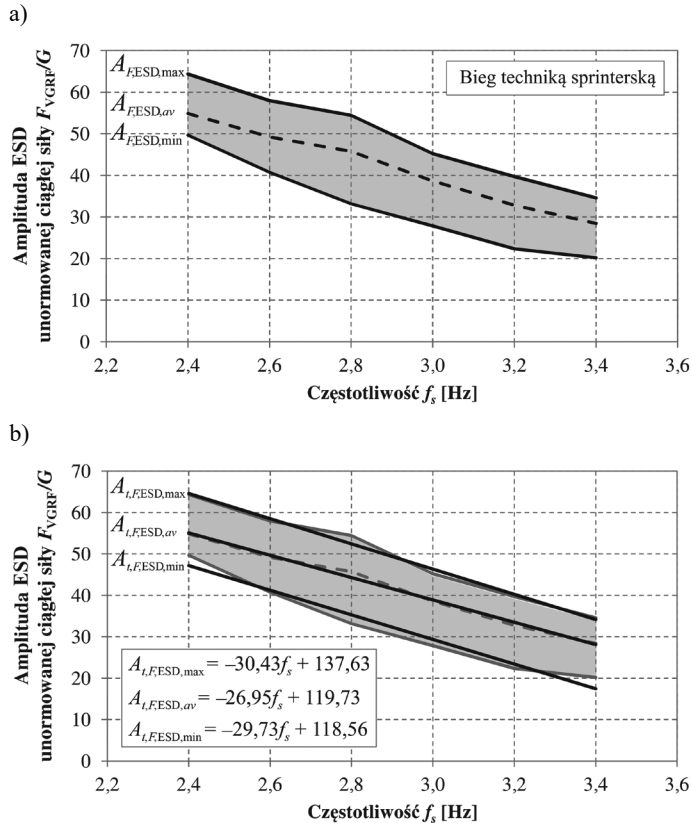 a)
Amplituda ESD
unormowanej ciągłej siły F_VGRF/G
70
60
50
40
30
20
10
0
A_F,ESD,max
A_F,ESD,av
A_F,ESD,min
Bieg techniką sprinterską
2,2 2,4 2,6 2,8 3,0 3,2 3,4 3,6
Częstotliwość f_s [Hz]
b)
Amplituda ESD
unormowanej ciągłej siły F_VGRF/G
70
60
50
40
30
20
10
0
A_t,F,ESD,max
A_t,F,ESD,av
A_t,F,ESD,min
A_t,F,ESD,max = –30,43f_s + 137,63
A_t,F,ESD,av = –26,95f_s + 119,73
A_t,F,ESD,min = –29,73f_s + 118,56
2,2 2,4 2,6 2,8 3,0 3,2 3,4 3,6
Częstotliwość f_s [Hz]